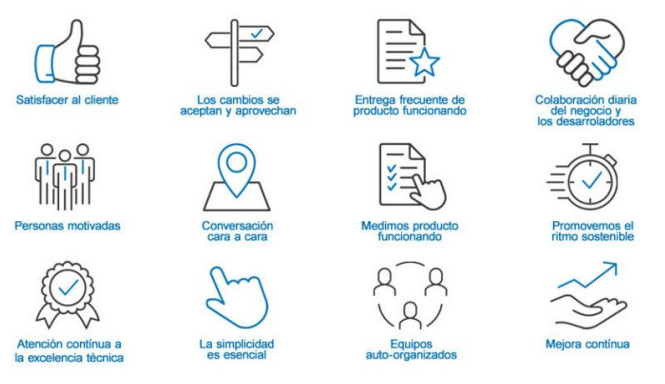 Satisfacer al cliente
Los cambios se
aceptan y aprovechan
Entrega frecuente de
producto funcionando
Colaboración diaria
del negocio y
los desarroladores
Personas motivadas
Conversación
cara a cara
Medimos producto
funcionando
Promovemos el
ritmo sostenible
Atención contínua a
la excelencia técnica
La simplicidad
es esencial
Equipos
auto-organizados
Mejora contínua